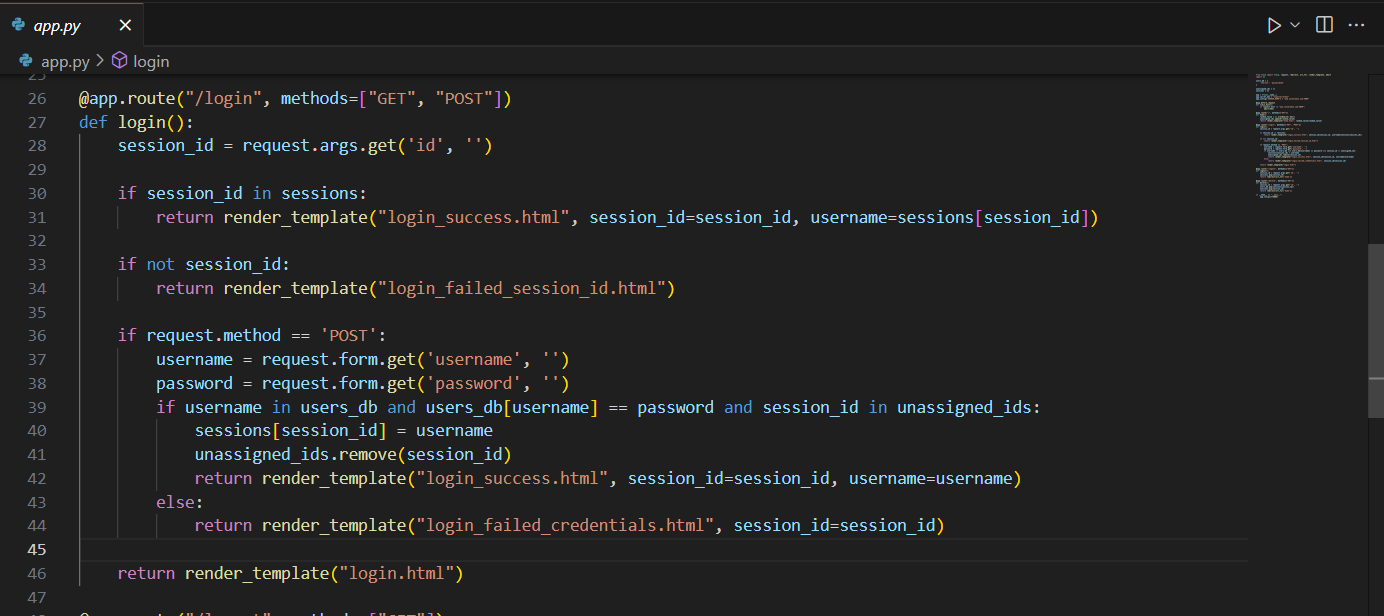 app.py
app.py > login
25
26 @app.route("/login", methods=["GET", "POST"])
27 def login():
28     session_id = request.args.get('id', '')
29
30     if session_id in sessions:
31         return render_template("login_success.html", session_id=session_id, username=sessions[session_id])
32
33     if not session_id:
34         return render_template("login_failed_session_id.html")
35
36     if request.method == 'POST':
37         username = request.form.get('username', '')
38         password = request.form.get('password', '')
39         if username in users_db and users_db[username] == password and session_id in unassigned_ids:
40             sessions[session_id] = username
41             unassigned_ids.remove(session_id)
42             return render_template("login_success.html", session_id=session_id, username=username)
43         else:
44             return render_template("login_failed_credentials.html", session_id=session_id)
45
46     return render_template("login.html")
47